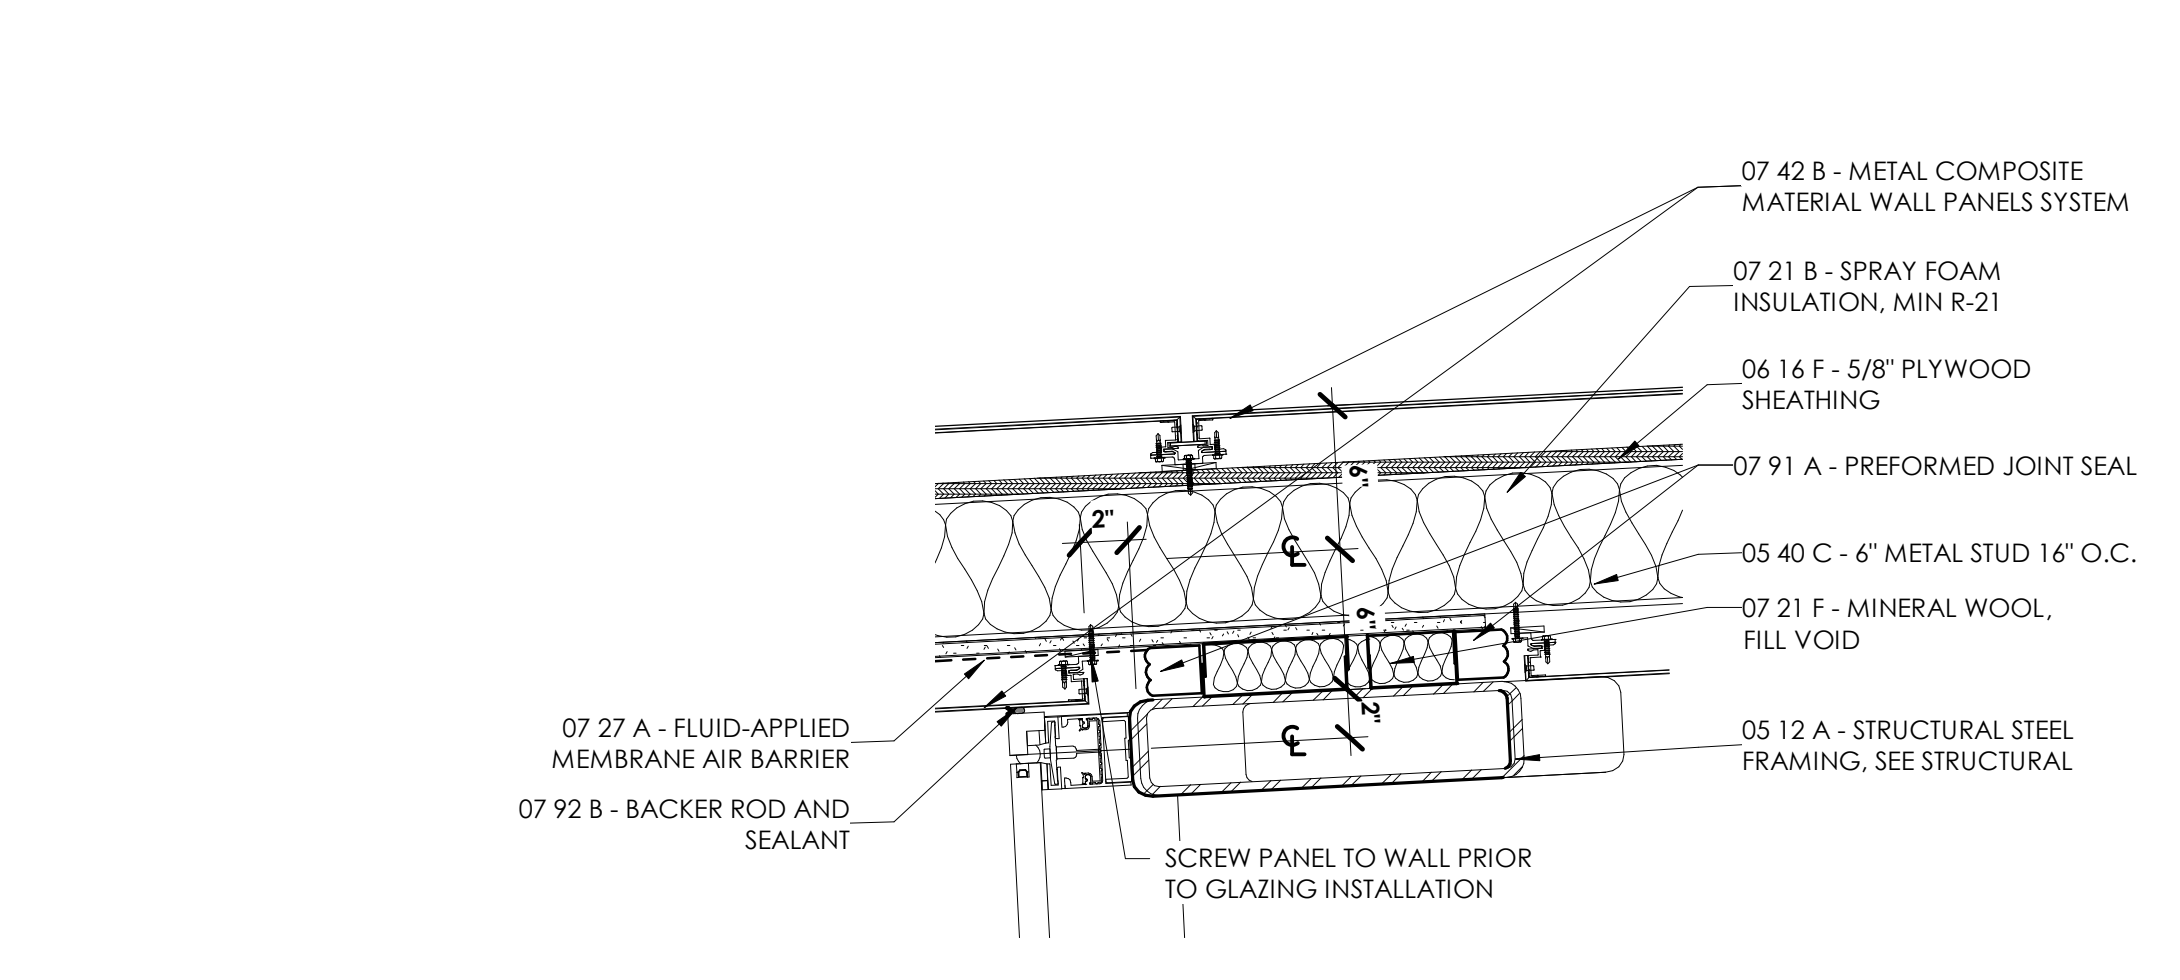 07 42 B - METAL COMPOSITE
MATERIAL WALL PANELS SYSTEM
07 21 B - SPRAY FOAM
INSULATION, MIN R-21
06 16 F - 5/8" PLYWOOD
SHEATHING
07 91 A - PREFORMED JOINT SEAL
6"
2"
℄
05 40 C - 6" METAL STUD 16" O.C.
07 21 F - MINERAL WOOL,
FILL VOID
6"
2"
℄
07 27 A - FLUID-APPLIED
MEMBRANE AIR BARRIER
05 12 A - STRUCTURAL STEEL
FRAMING, SEE STRUCTURAL
07 92 B - BACKER ROD AND
SEALANT
SCREW PANEL TO WALL PRIOR
TO GLAZING INSTALLATION